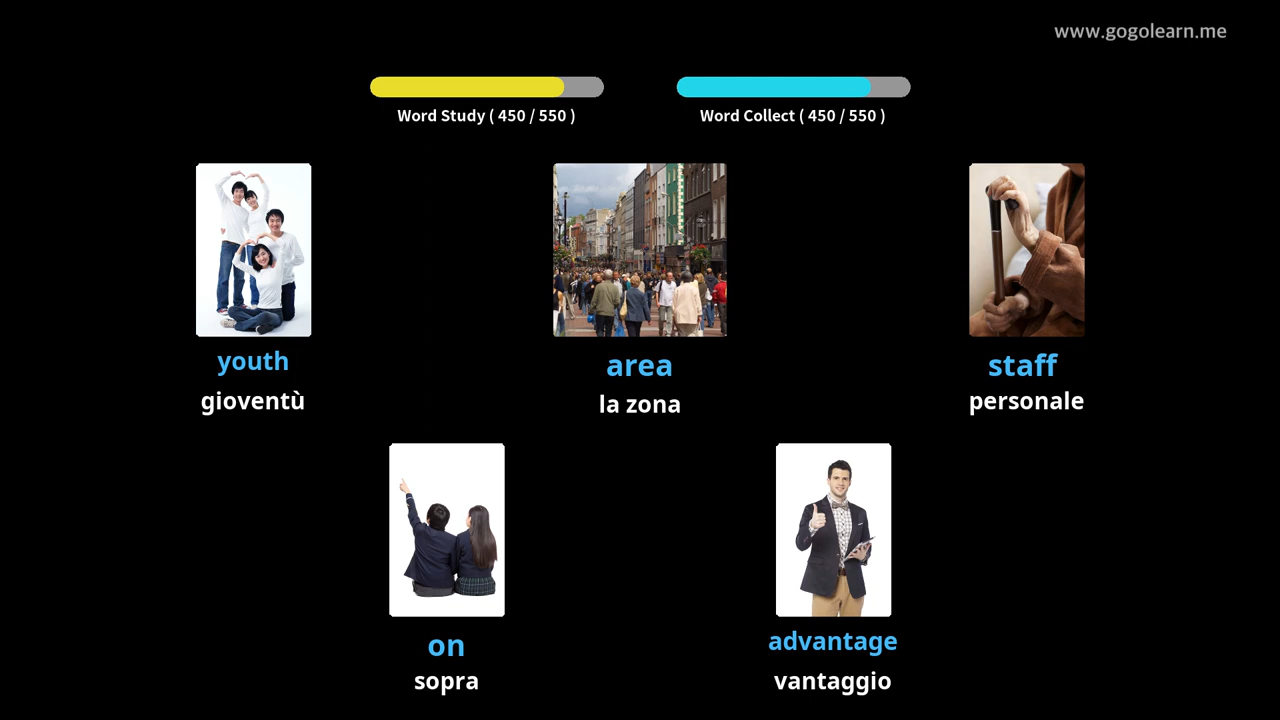 www.gogolearn.me
Word Study ( 450 / 550 )
Word Collect ( 450 / 550 )
youth
gioventù
area
la zona
staff
personale
on
sopra
advantage
vantaggio